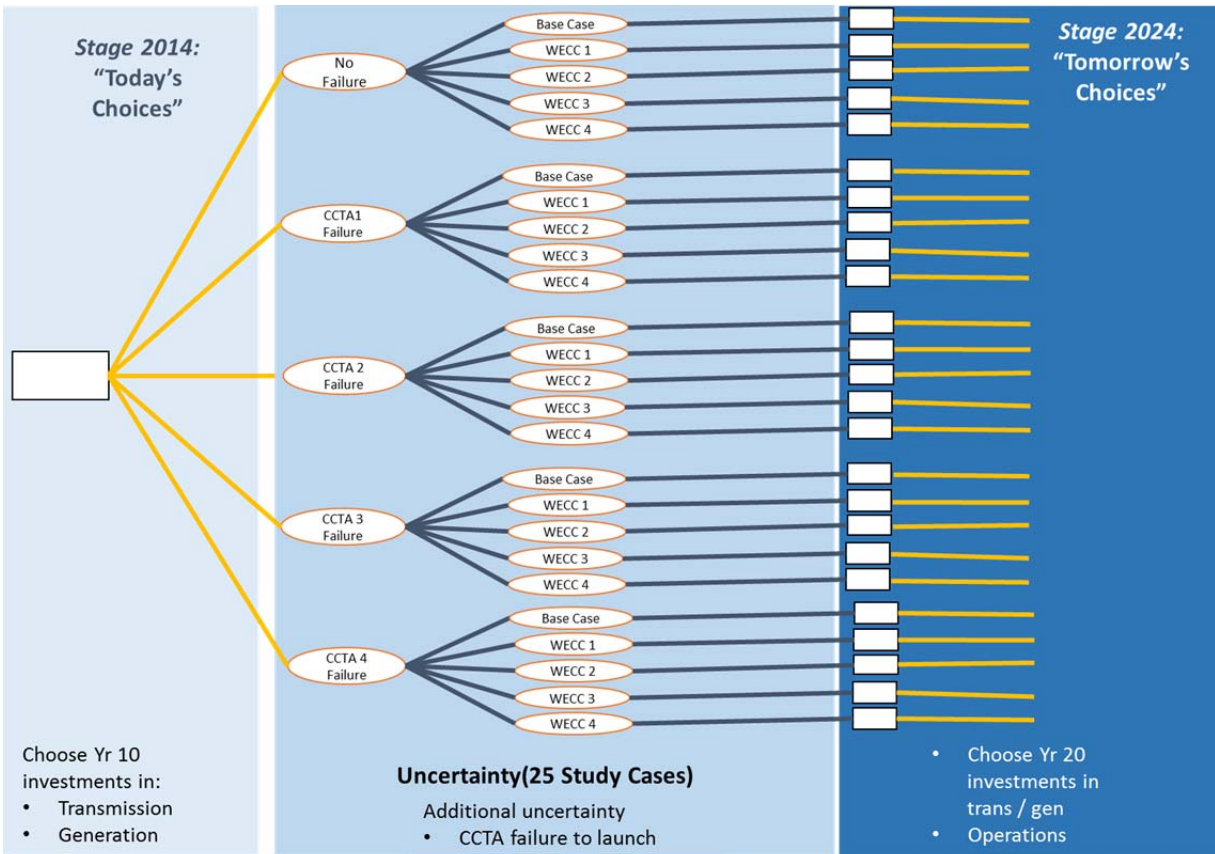 Stage 2014:
“Today’s
Choices”
No
Failure
Base Case
WECC 1
WECC 2
WECC 3
WECC 4
CCTA1
Failure
Base Case
WECC 1
WECC 2
WECC 3
WECC 4
CCTA 2
Failure
Base Case
WECC 1
WECC 2
WECC 3
WECC 4
CCTA 3
Failure
Base Case
WECC 1
WECC 2
WECC 3
WECC 4
CCTA 4
Failure
Base Case
WECC 1
WECC 2
WECC 3
WECC 4
Stage 2024:
“Tomorrow’s
Choices”
Choose Yr 10
investments in:
• Transmission
• Generation
Uncertainty(25 Study Cases)
Additional uncertainty
• CCTA failure to launch
• Choose Yr 20
investments in
trans / gen
• Operations